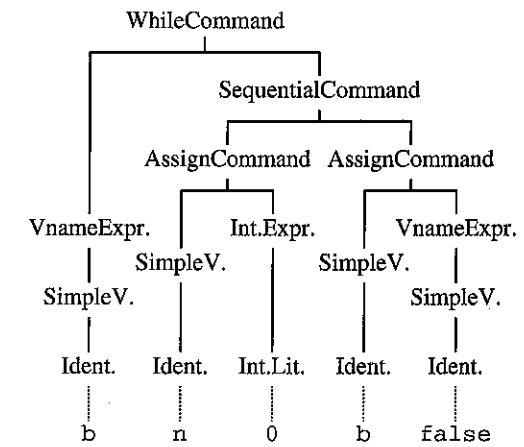 WhileCommand
SequentialCommand
AssignCommand AssignCommand
VnameExpr. Int.Expr. VnameExpr.
SimpleV. SimpleV.
SimpleV. SimpleV.
Ident. Ident. Int.Lit. Ident. Ident.
b n 0 b false